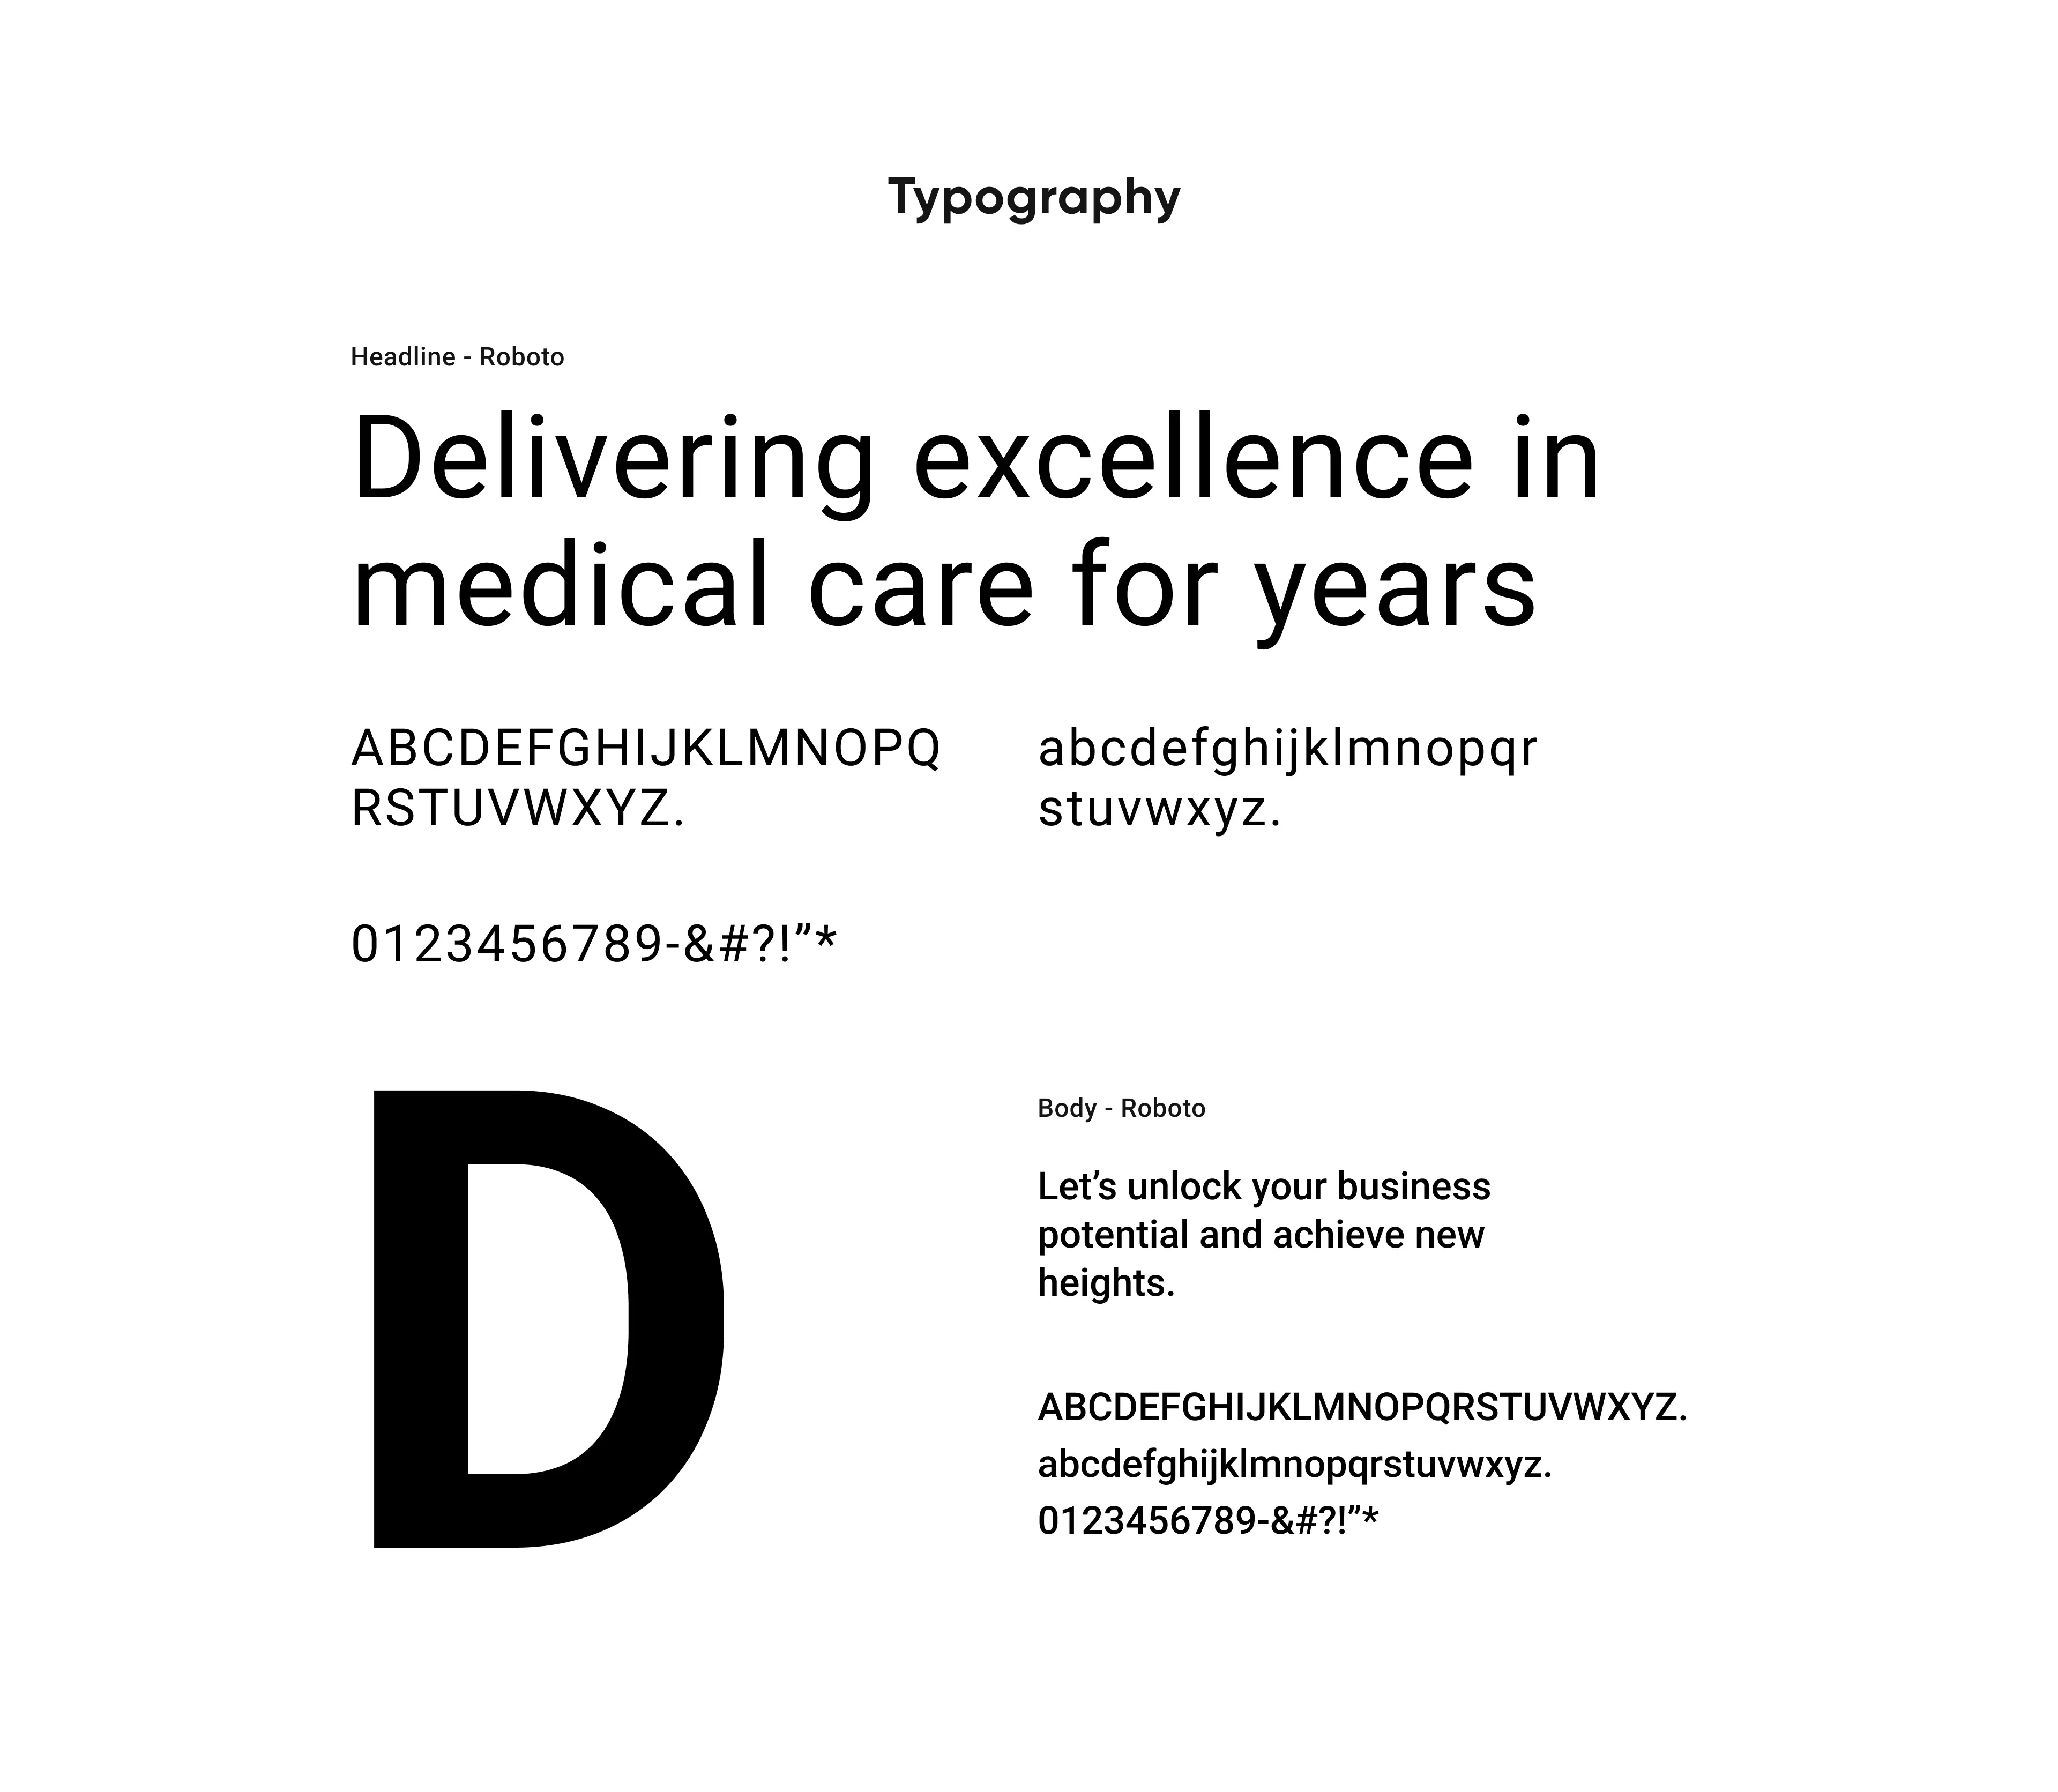 Typography
Headline - Roboto
Delivering excellence in
medical care for years
ABCDEFGHIJKLMNOPQ
RSTUVWXYZ.
abcdefghijklmnopqr
stuvwxyz.
0123456789-&#?!”*
D
Body - Roboto
Let’s unlock your business
potential and achieve new
heights.
ABCDEFGHIJKLMNOPQRSTUVWXYZ.
abcdefghijklmnopqrstuvwxyz.
0123456789-&#?!”*